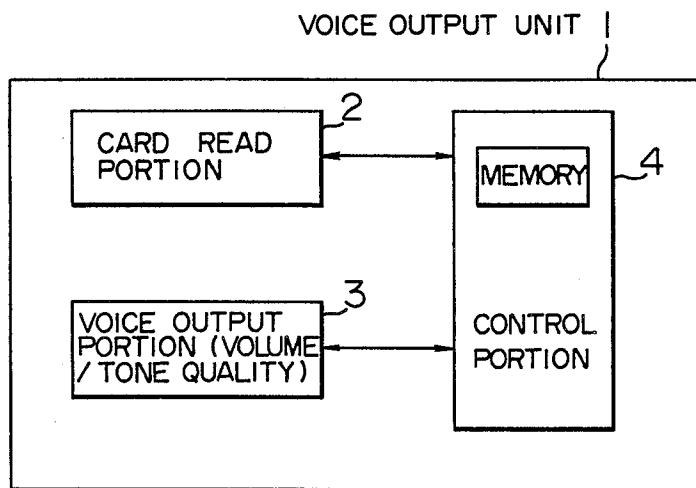 VOICE OUTPUT UNIT 1
2
CARD READ
PORTION
MEMORY
4
3
VOICE OUTPUT
PORTION (VOLUME
/ TONE QUALITY)
CONTROL
PORTION